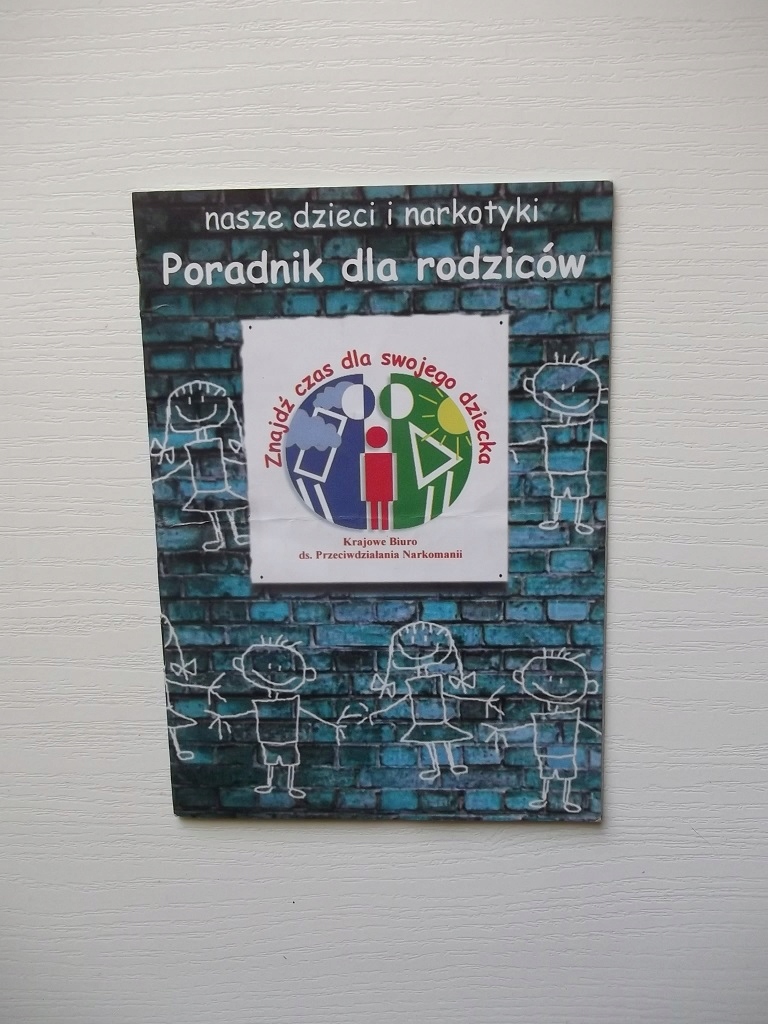 nasze dzieci i narkotyki
Poradnik dla rodziców
Znajdź czas dla swojego dziecka
Krajowe Biuro
ds. Przeciwdziałania Narkomanii